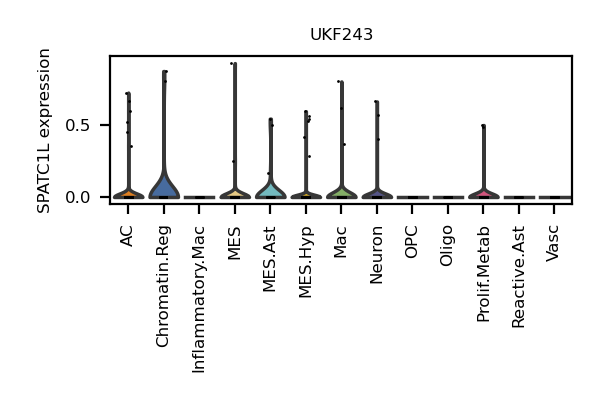 UKF243
SPATC1L expression
0.5
0.0
AC
Chromatin.Reg
Inflammatory.Mac
MES
MES.Ast
MES.Hyp
Mac
Neuron
OPC
Oligo
Prolif.Metab
Reactive.Ast
Vasc